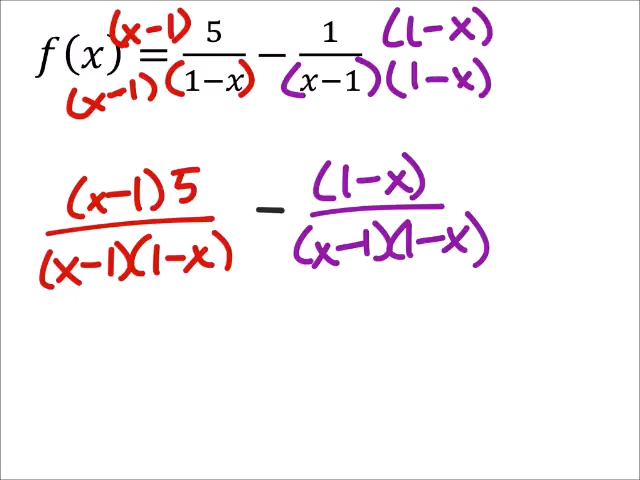 f(x) = (x-1)/(x-1) 5/(1-x) - 1/(x-1) (1-x)/(1-x)
(x-1)5/(x-1)(1-x) - (1-x)/(x-1)(1-x)